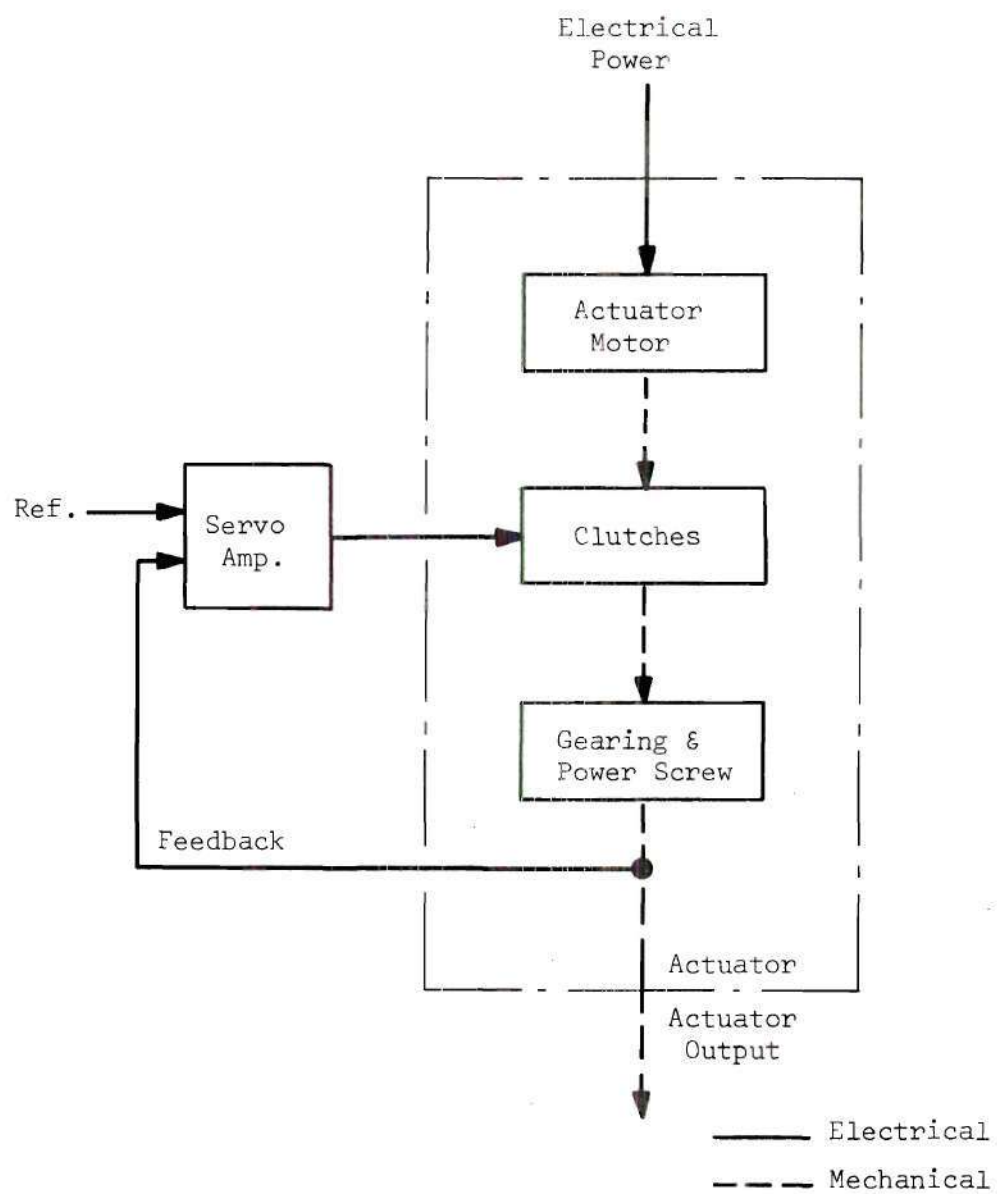 Electrical
Power
Actuator
Motor
Ref.
Servo
Amp.
Clutches
Gearing &
Power Screw
Feedback
Actuator
Actuator
Output
Electrical
Mechanical